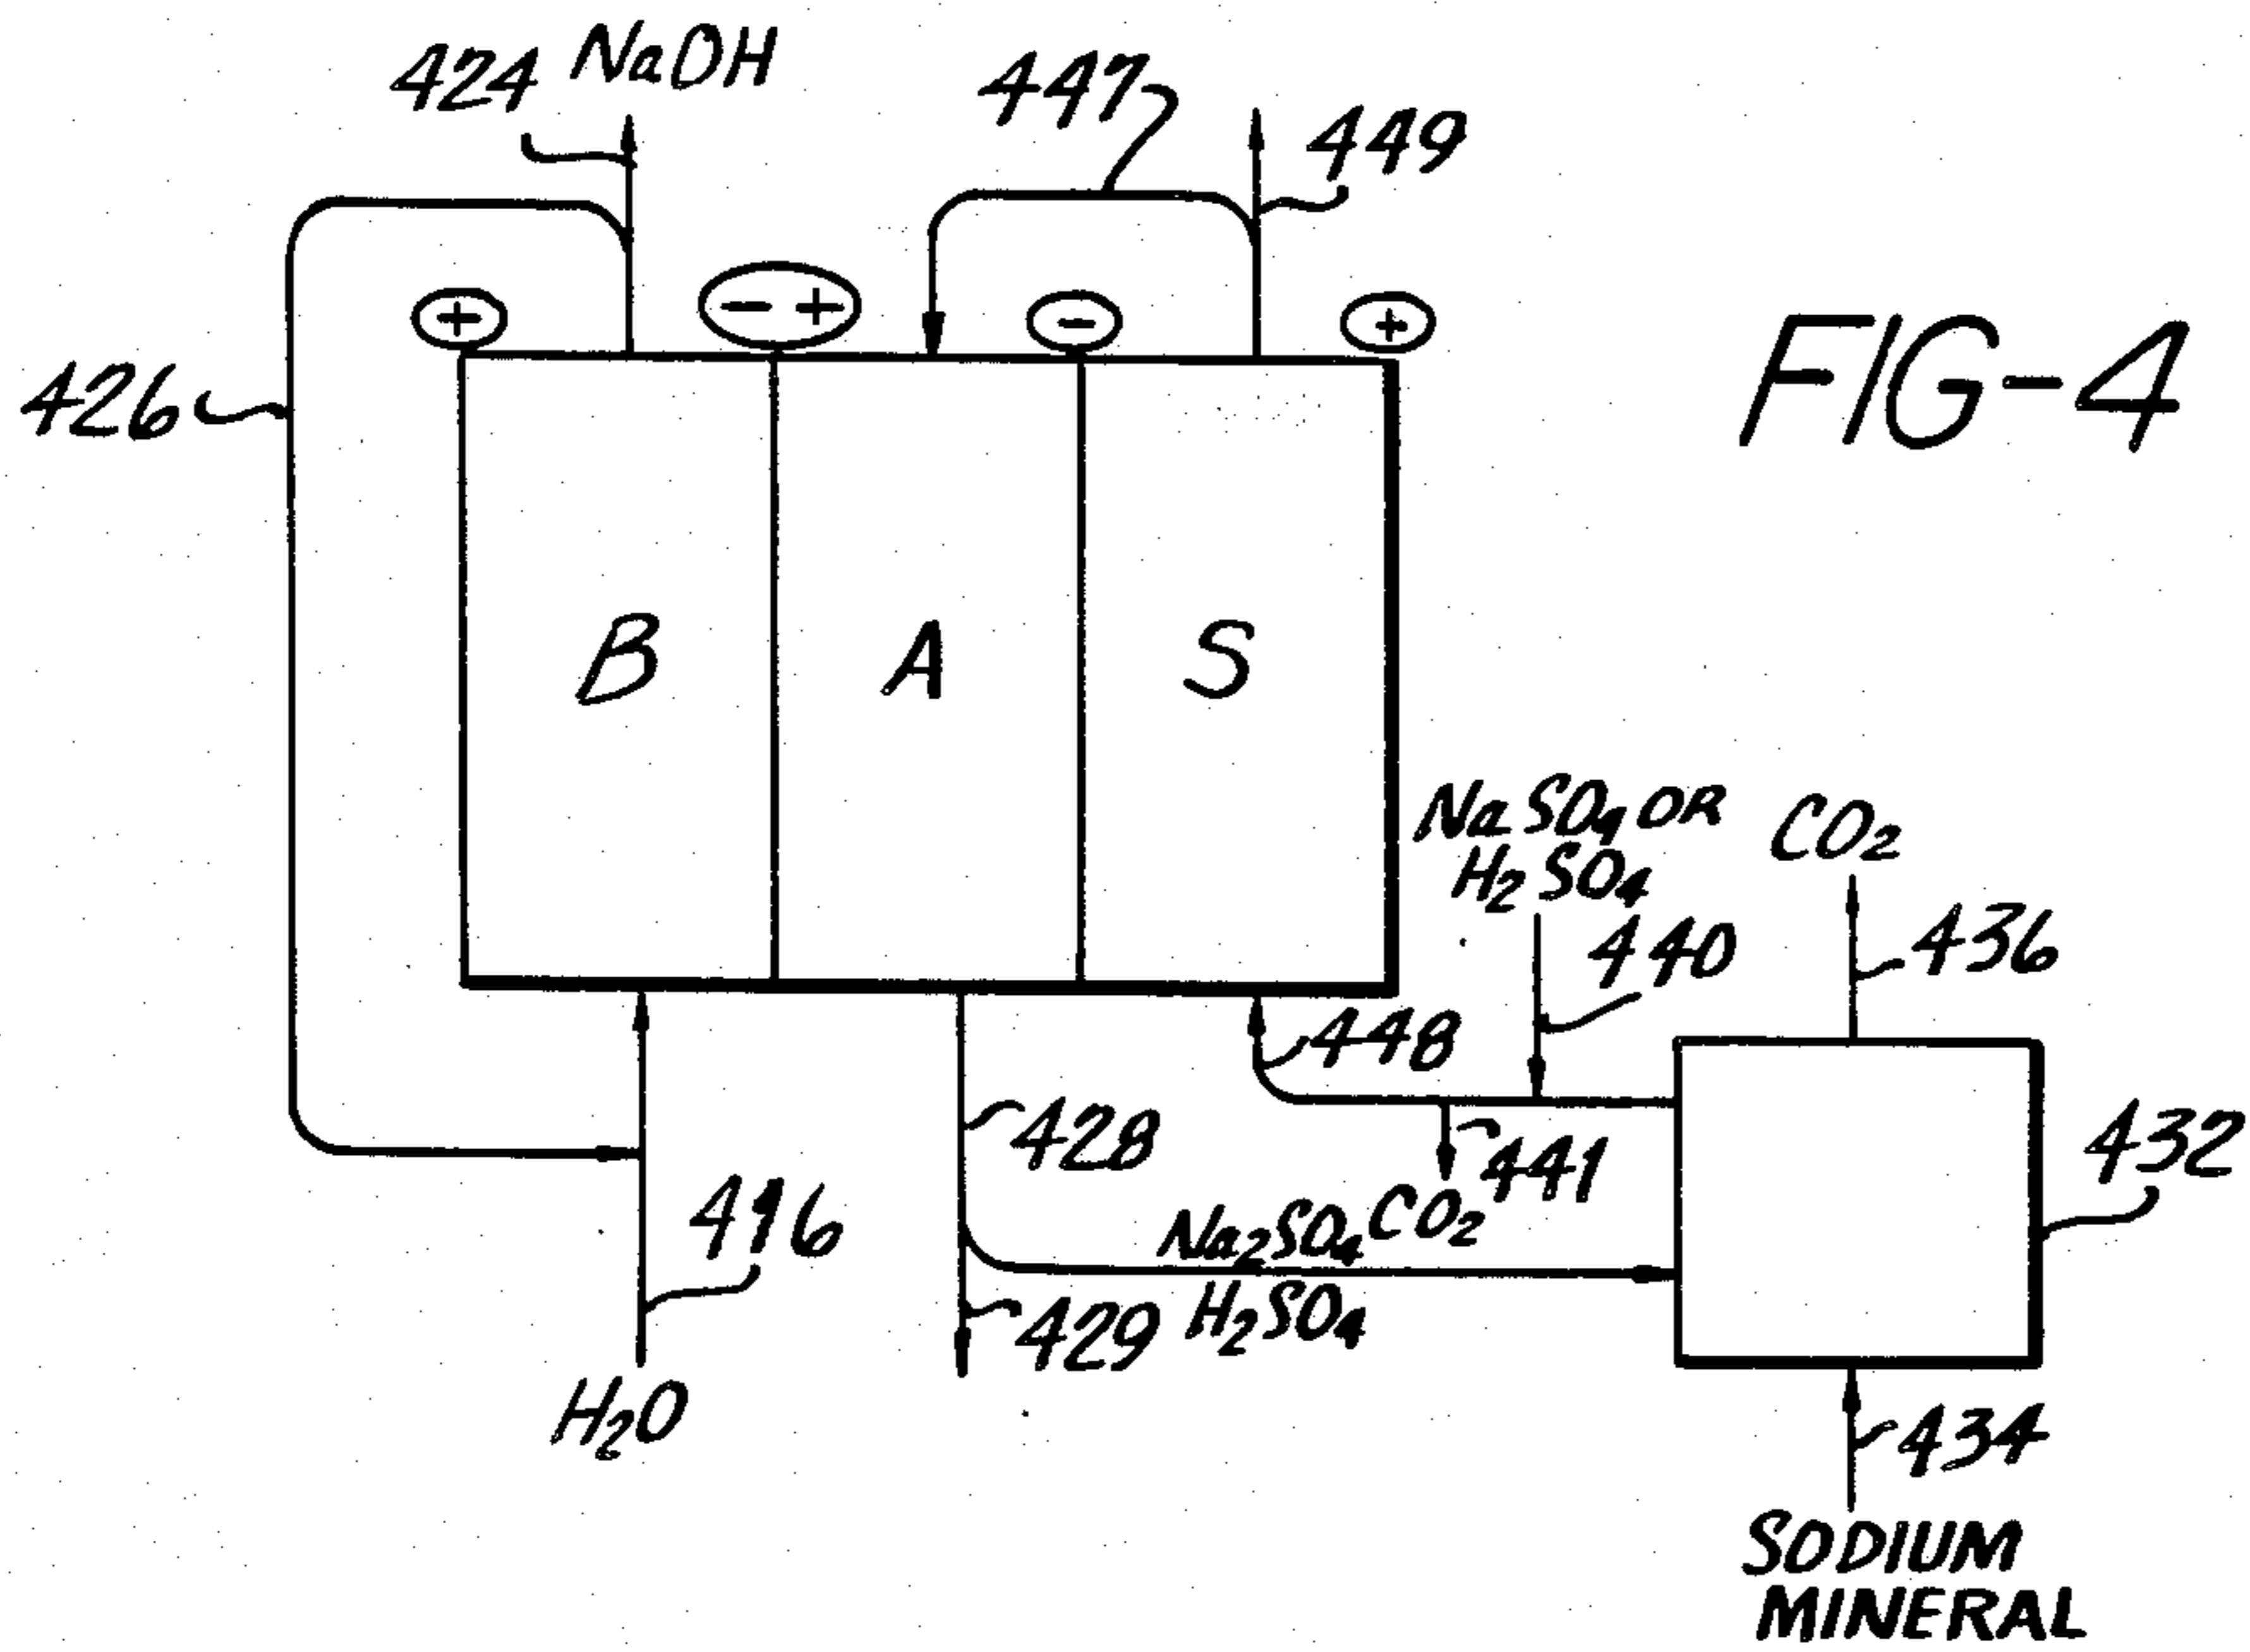 424 NaOH
447
449
+
- +
-
+
FIG-4
426
B
A
S
NaSO4 OR
H2SO4
CO2
440
436
448
428
441
432
416
Na2SO4 CO2
429
H2SO4
H2O
434
SODIUM
MINERAL